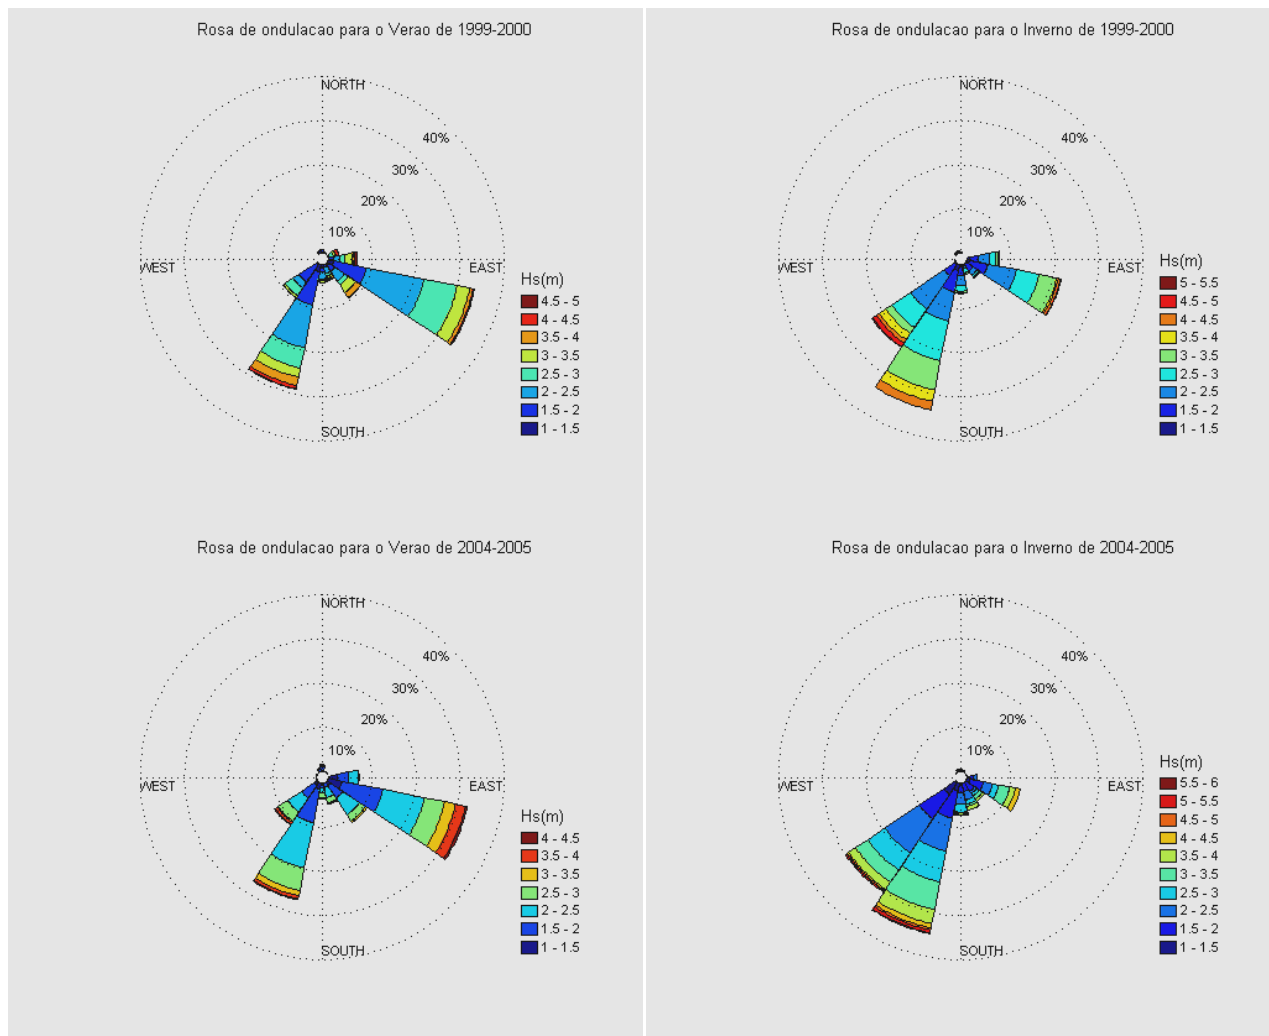 Rosa de ondulacao para o Verao de 1999-2000
NORTH
40%
30%
20%
10%
WEST
EAST
SOUTH
Hs(m)
4.5 - 5
4 - 4.5
3.5 - 4
3 - 3.5
2.5 - 3
2 - 2.5
1.5 - 2
1 - 1.5
Rosa de ondulacao para o Inverno de 1999-2000
NORTH
40%
30%
20%
10%
WEST
EAST
SOUTH
Hs(m)
5 - 5.5
4.5 - 5
4 - 4.5
3.5 - 4
3 - 3.5
2.5 - 3
2 - 2.5
1.5 - 2
1 - 1.5
Rosa de ondulacao para o Verao de 2004-2005
NORTH
40%
30%
20%
10%
WEST
EAST
SOUTH
Hs(m)
4 - 4.5
3.5 - 4
3 - 3.5
2.5 - 3
2 - 2.5
1.5 - 2
1 - 1.5
Rosa de ondulacao para o Inverno de 2004-2005
NORTH
40%
30%
20%
10%
WEST
EAST
SOUTH
Hs(m)
5.5 - 6
5 - 5.5
4.5 - 5
4 - 4.5
3.5 - 4
3 - 3.5
2.5 - 3
2 - 2.5
1.5 - 2
1 - 1.5